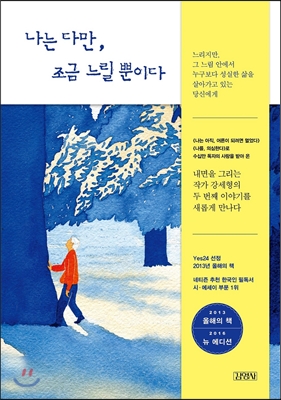 나는 다만,
조금 느릴 뿐이다
느리지만,
그 느림 안에서
누구보다 성실한 삶을
살아가고 있는
당신에게
《나는 아직, 어른이 되려면 멀었다》
《나를, 의심한다》로
수십만 독자의 사랑을 받아 온
내면을 그리는
작가 강세형의
두 번째 이야기를
새롭게 만나다
Yes24 선정
2013년 올해의 책
네티즌 추천 한국인 필독서
시·에세이 부문 1위
2013
올해의 책
2016
뉴 에디션
김영사